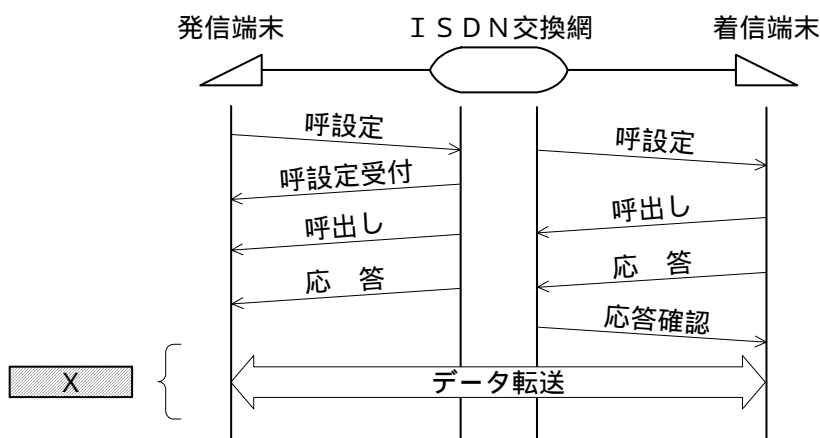 発信端末
ＩＳＤＮ交換網
着信端末
呼設定
呼設定
呼設定受付
呼出し
呼出し
応　答
応　答
応答確認
X
データ転送